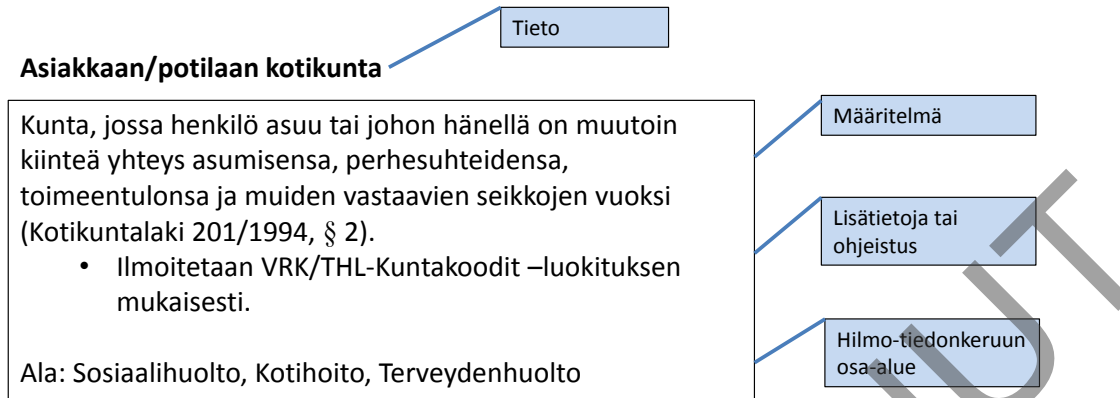 Tieto
Asiakkaan/potilaan kotikunta
Kunta, jossa henkilö asuu tai johon hänellä on muutoin
kiinteä yhteys asumisensa, perhesuhteidensa,
toimeentulonsa ja muiden vastaavien seikkojen vuoksi
(Kotikuntalaki 201/1994, § 2).
• Ilmoitetaan VRK/THL-Kuntakoodit –luokituksen
mukaisesti.
Ala: Sosiaalihuolto, Kotihoito, Terveydenhuolto
Määritelmä
Lisätietoja tai
ohjeistus
Hilmo-tiedonkeruun
osa-alue